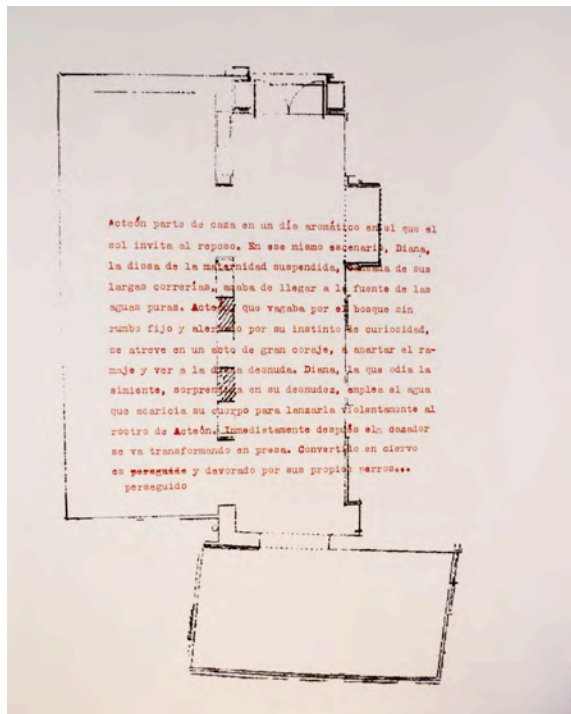 Acteón parte de caza en un día aromático en el que el
sol invita al reposo. En ese mismo escenario, Diana,
la diosa de la maternidad suspendida, cansada de sus
largas correrías, acaba de llegar a la fuente de las
aguas puras. Acteón, que vagaba por el bosque sin
rumbo fijo y alertado por su instinto de curiosidad,
se atreve en un acto de gran coraje, a apartar el ra-
maje y ver a la diosa desnuda. Diana, la que odia la
simiente, sorprendida en su desnudez, emplea el agua
que acaricia su cuerpo para lanzarla violentamente al
rostro de Acteón. Inmediatamente después eln cazador
se va transformando en presa. Convertido en ciervo
es perseguido y devorado por sus propios perros...
perseguido